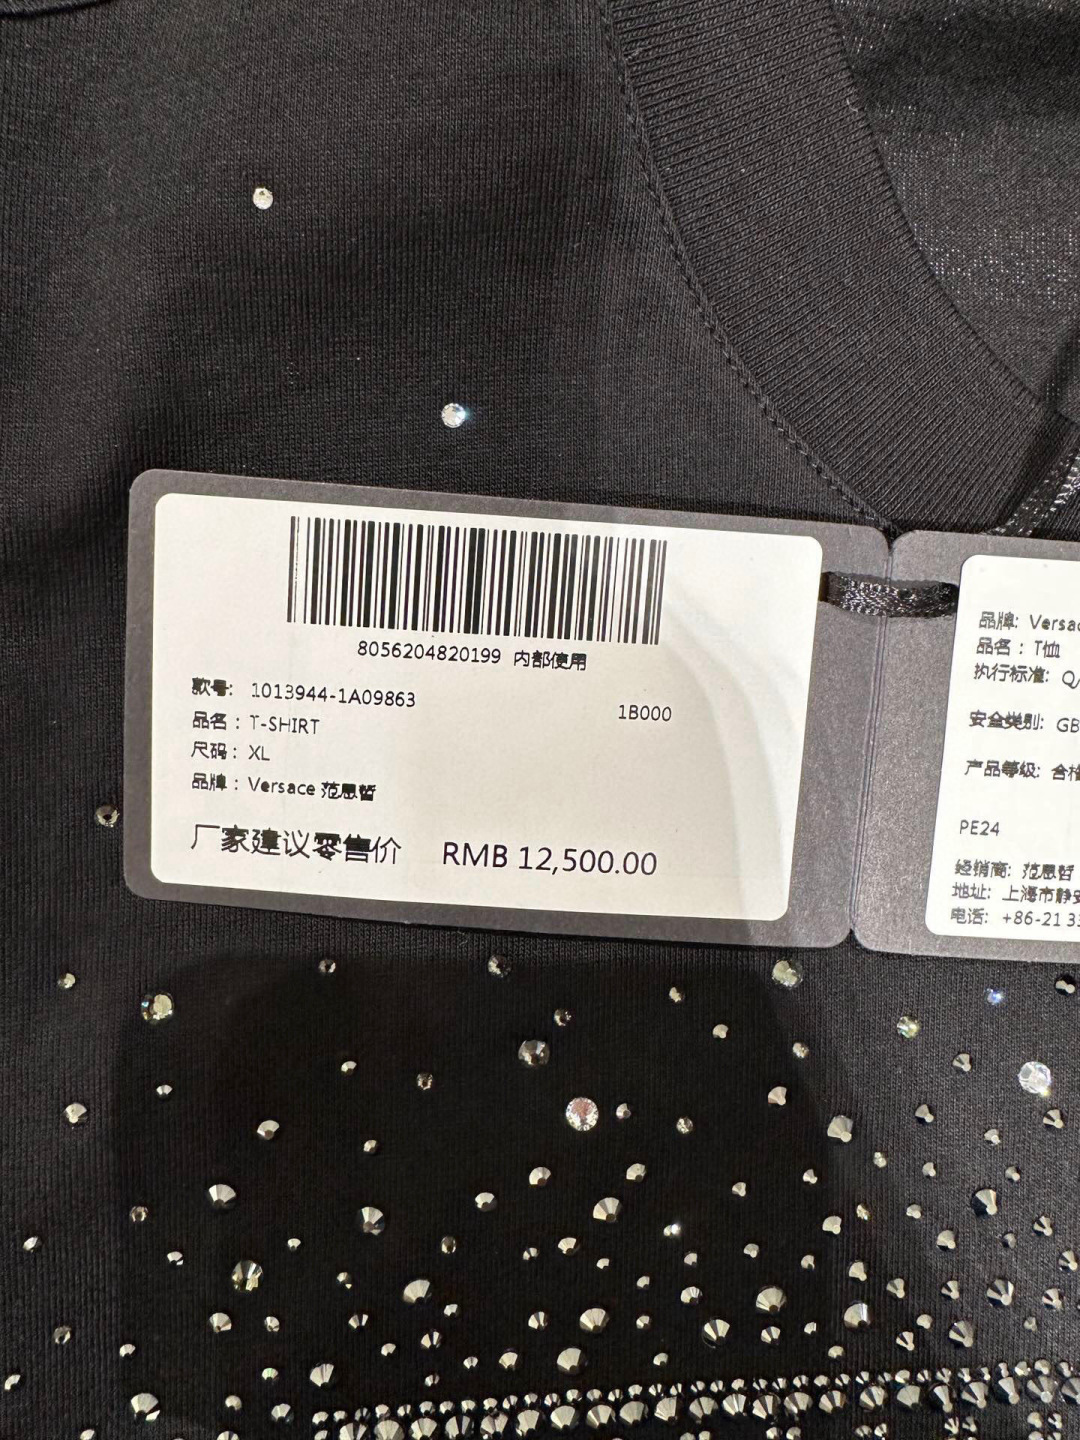 8056204820199 内部使用
款号: 1013944-1A09863
1B000
品名: T-SHIRT
尺码: XL
品牌: Versace 范思哲
厂家建议零售价 RMB 12,500.00
品牌: Versac
品名: T恤
执行标准: Q/
安全类别: GB
产品等级: 合格
PE24
经销商: 范思哲
地址: 上海市静安
电话: +86-21 33